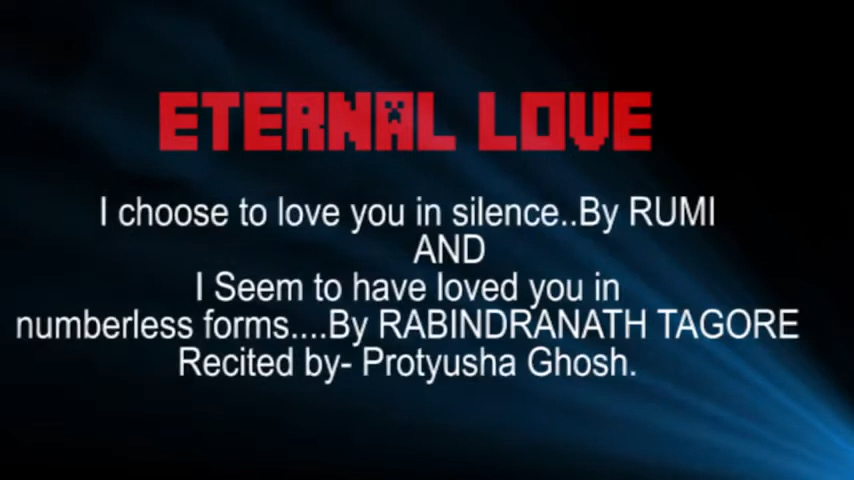 ETERNAL LOVE
I choose to love you in silence..By RUMI
AND
I Seem to have loved you in
numberless forms....By RABINDRANATH TAGORE
Recited by- Protyusha Ghosh.